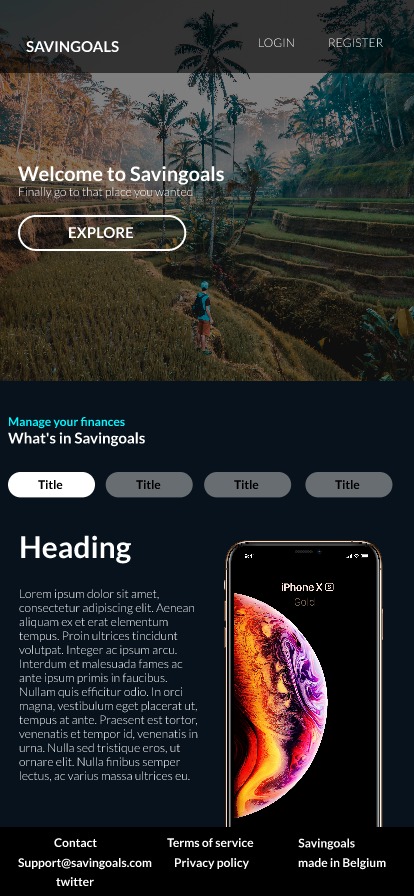 SAVINGOALS LOGIN REGISTER
Welcome to Savingoals
Finally go to that place you wanted
EXPLORE
Manage your finances
What's in Savingoals
Title Title Title Title
Heading
Lorem ipsum dolor sit amet,
consectetur adipiscing elit. Aenean
aliquam ex et erat elementum
tempus. Proin ultrices tincidunt
volutpat. Integer ac ipsum arcu.
Interdum et malesuada fames ac
ante ipsum primis in faucibus.
Nullam quis efficitur odio. In orci
magna, vestibulum eget placerat ut,
tempus at ante. Praesent est tortor,
venenatis et tempor id, venenatis in
urna. Nulla sed tristique eros, ut
ornare elit. Nulla finibus semper
lectus, ac varius massa ultrices eu.
9:41
iPhone X S
Gold
Contact Terms of service Savingoals
Support@savingoals.com Privacy policy made in Belgium
twitter